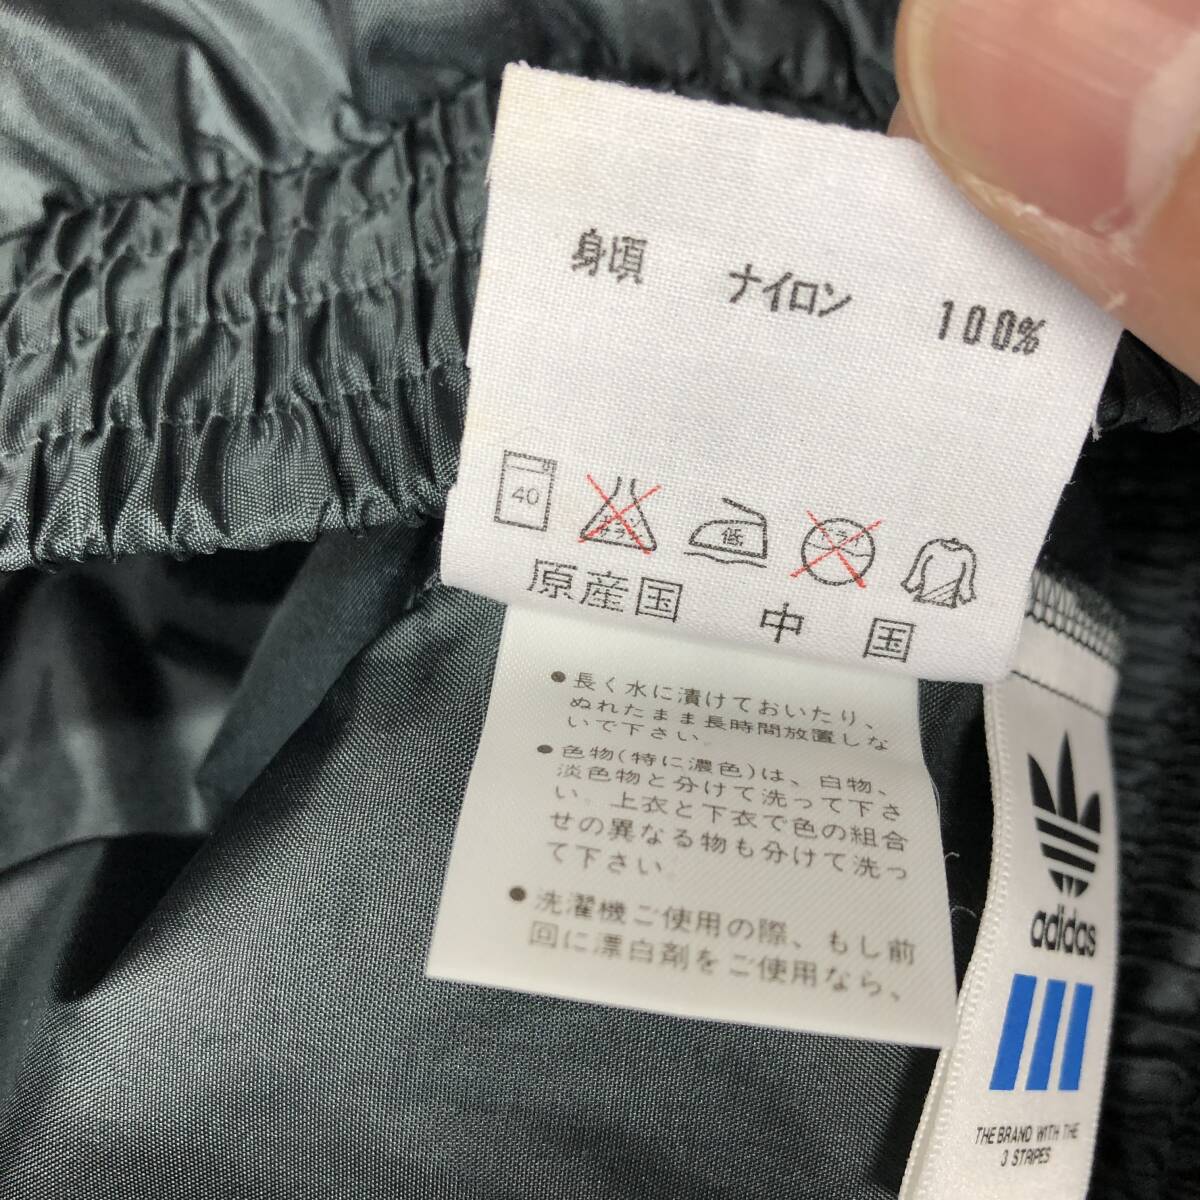 身頃 ナイロン 100%
40
低
原産国 中国
●長く水に漬けておいたり、
ぬれたまま長時間放置しな
いで下さい。
●色物(特に濃色)は、白物、
淡色物と分けて洗って下さ
い。上衣と下衣で色の組合
せの異なる物も分けて洗っ
て下さい。
●洗濯機ご使用の際、もし前
回に漂白剤をご使用なら、
adidas
THE BRAND WITH THE
3 STRIPES